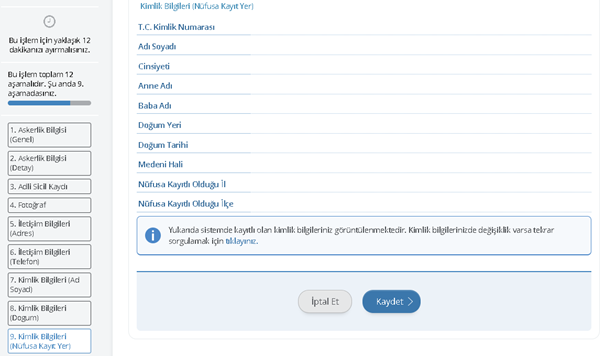 Bu işlem için yaklaşık 12
dakikanızı ayırmalısınız.
Bu işlem toplam 12
aşamalıdır. Şu anda 9.
aşamadasınız.
1. Askerlik Bilgisi
(Genel)
2. Askerlik Bilgisi
(Detay)
3. Adli Sicil Kaydı
4. Fotoğraf
5. İletişim Bilgileri
(Adres)
6. İletişim Bilgileri
(Telefon)
7. Kimlik Bilgileri (Ad
Soyad)
8. Kimlik Bilgileri
(Doğum)
9. Kimlik Bilgileri
(Nüfusa Kayıt Yer)
Kimlik Bilgileri (Nüfusa Kayıt Yer)
T.C. Kimlik Numarası
Adı Soyadı
Cinsiyeti
Anne Adı
Baba Adı
Doğum Yeri
Doğum Tarihi
Medeni Hali
Nüfusa Kayıtlı Olduğu İl
Nüfusa Kayıtlı Olduğu İlçe
Yukarıda sistemde kayıtlı olan kimlik bilgileriniz görüntülenmektedir. Kimlik bilgilerinizde değişiklik varsa tekrar
sorgulamak için tıklayınız.
İptal Et
Kaydet